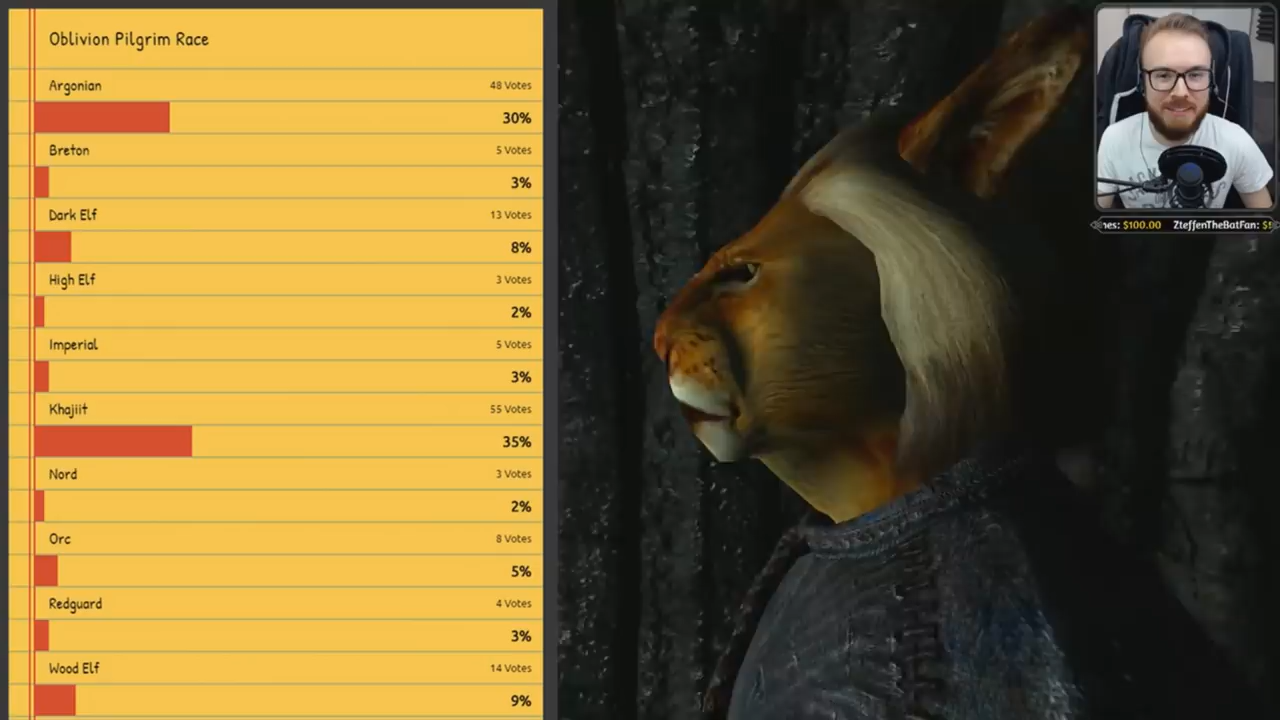 Oblivion Pilgrim Race
Argonian 48 Votes
30%
Breton 5 Votes
3%
Dark Elf 13 Votes
8%
High Elf 3 Votes
2%
Imperial 5 Votes
3%
Khajiit 55 Votes
35%
Nord 3 Votes
2%
Orc 8 Votes
5%
Redguard 4 Votes
3%
Wood Elf 14 Votes
9%
$100.00 ZteffenTheBatFan: